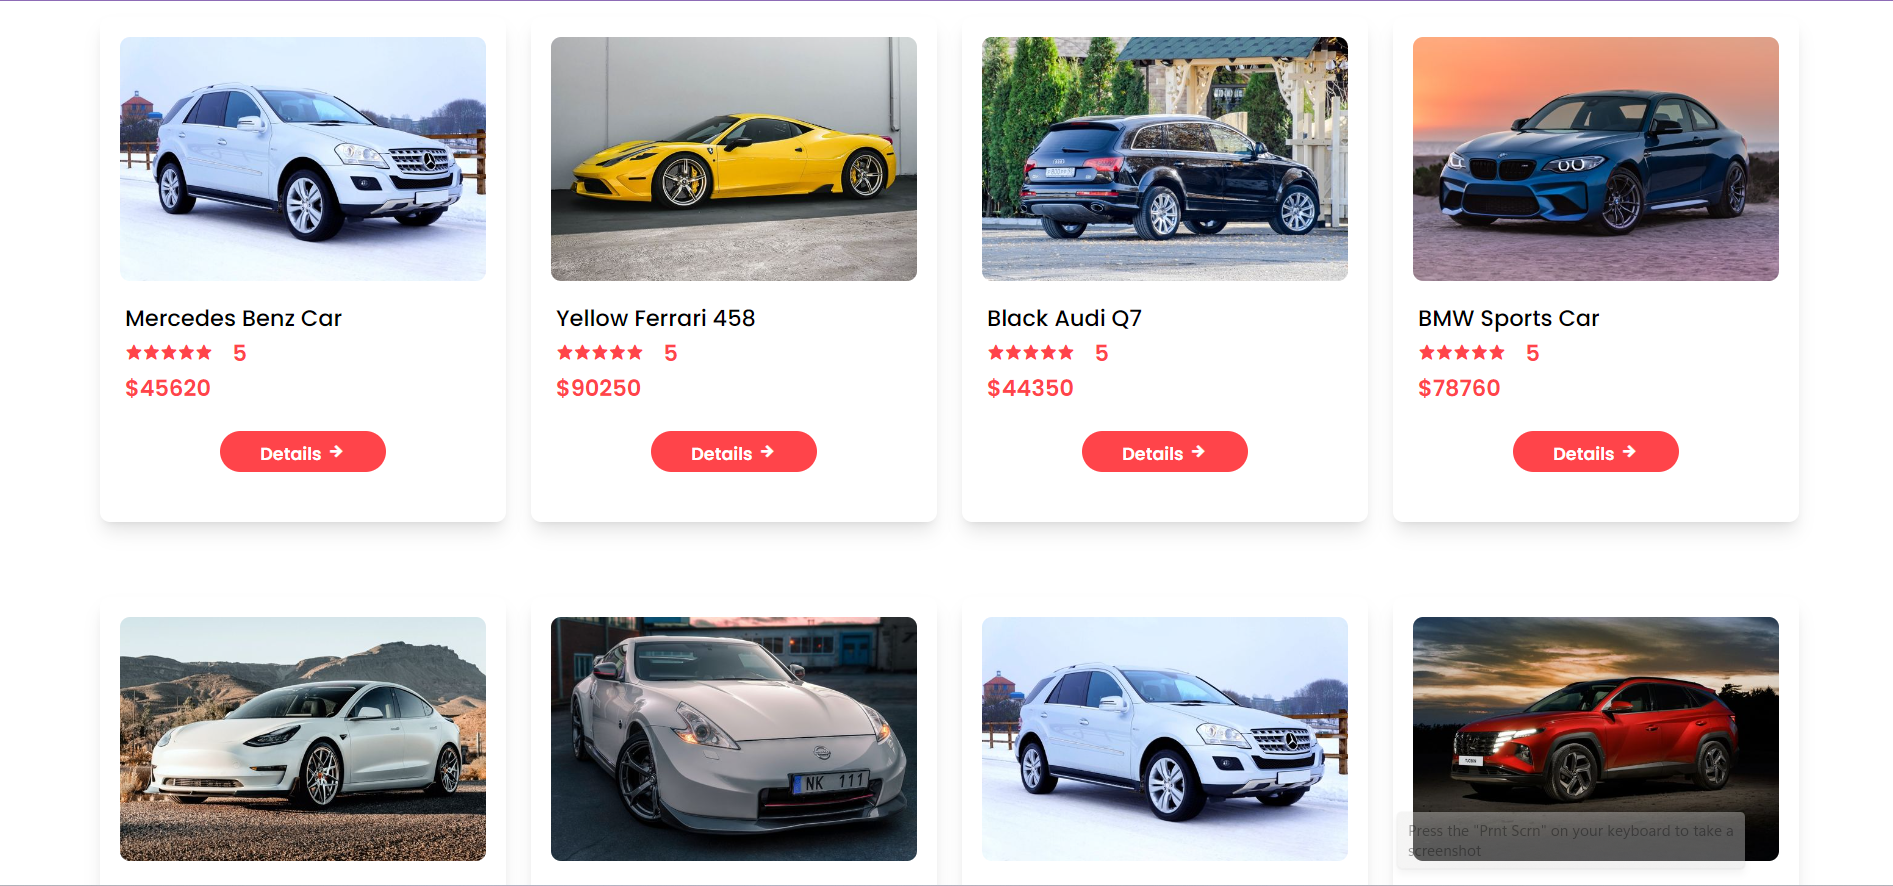 Mercedes Benz Car
5
$45620
Details
Yellow Ferrari 458
5
$90250
Details
Black Audi Q7
5
$44350
Details
BMW Sports Car
5
$78760
Details
NK 111
Press the "Prnt Scrn" on your keyboard to take a
screenshot